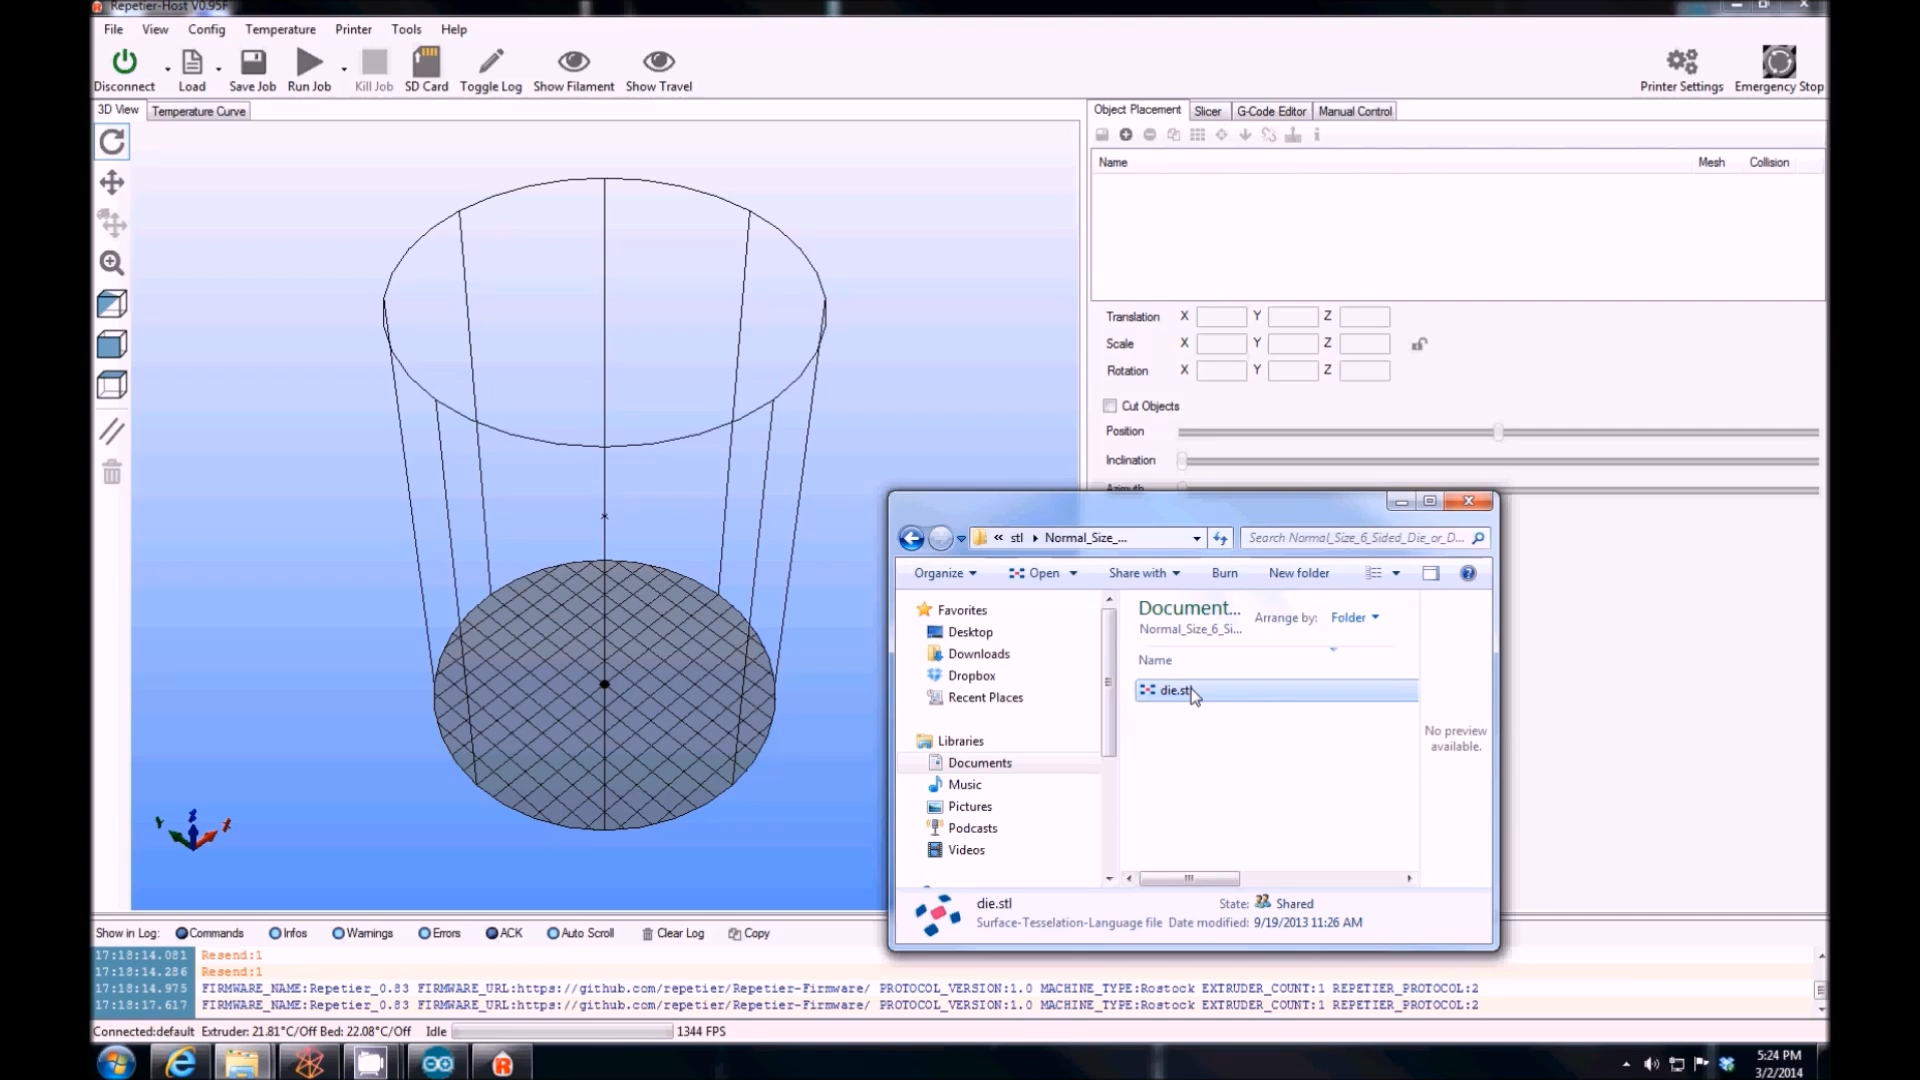 Repetier-Host V0.95F
File View Config Temperature Printer Tools Help
Disconnect Load Save Job Run Job Kill Job SD Card Toggle Log Show Filament Show Travel Printer Settings Emergency Stop
3D View Temperature Curve
Object Placement Slicer G-Code Editor Manual Control
Name Mesh Collision
Translation X Y Z
Scale X Y Z
Rotation X Y Z
Cut Objects
Position
Inclination
Azimuth
« stl Normal_Size_... Search Normal_Size_6_Sided_Die_or_D...
Organize Open Share with Burn New folder
Favorites
Desktop
Downloads
Dropbox
Recent Places
Libraries
Documents
Music
Pictures
Podcasts
Videos
Document...
Normal_Size_6_Si...
Arrange by: Folder
Name
die.stl
No preview
available.
die.stl State: Shared
Surface-Tesselation-Language file Date modified: 9/19/2013 11:26 AM
Show in Log: Commands Infos Warnings Errors ACK Auto Scroll Clear Log Copy
17:18:14.081 Resend:1
17:18:14.286 Resend:1
17:18:14.975 FIRMWARE_NAME:Repetier_0.83 FIRMWARE_URL:https://github.com/repetier/Repetier-Firmware/ PROTOCOL_VERSION:1.0 MACHINE_TYPE:Rostock EXTRUDER_COUNT:1 REPETIER_PROTOCOL:2
17:18:17.617 FIRMWARE_NAME:Repetier_0.83 FIRMWARE_URL:https://github.com/repetier/Repetier-Firmware/ PROTOCOL_VERSION:1.0 MACHINE_TYPE:Rostock EXTRUDER_COUNT:1 REPETIER_PROTOCOL:2
Connected:default Extruder: 21.81°C/Off Bed: 22.08°C/Off Idle 1344 FPS
5:24 PM
3/2/2014